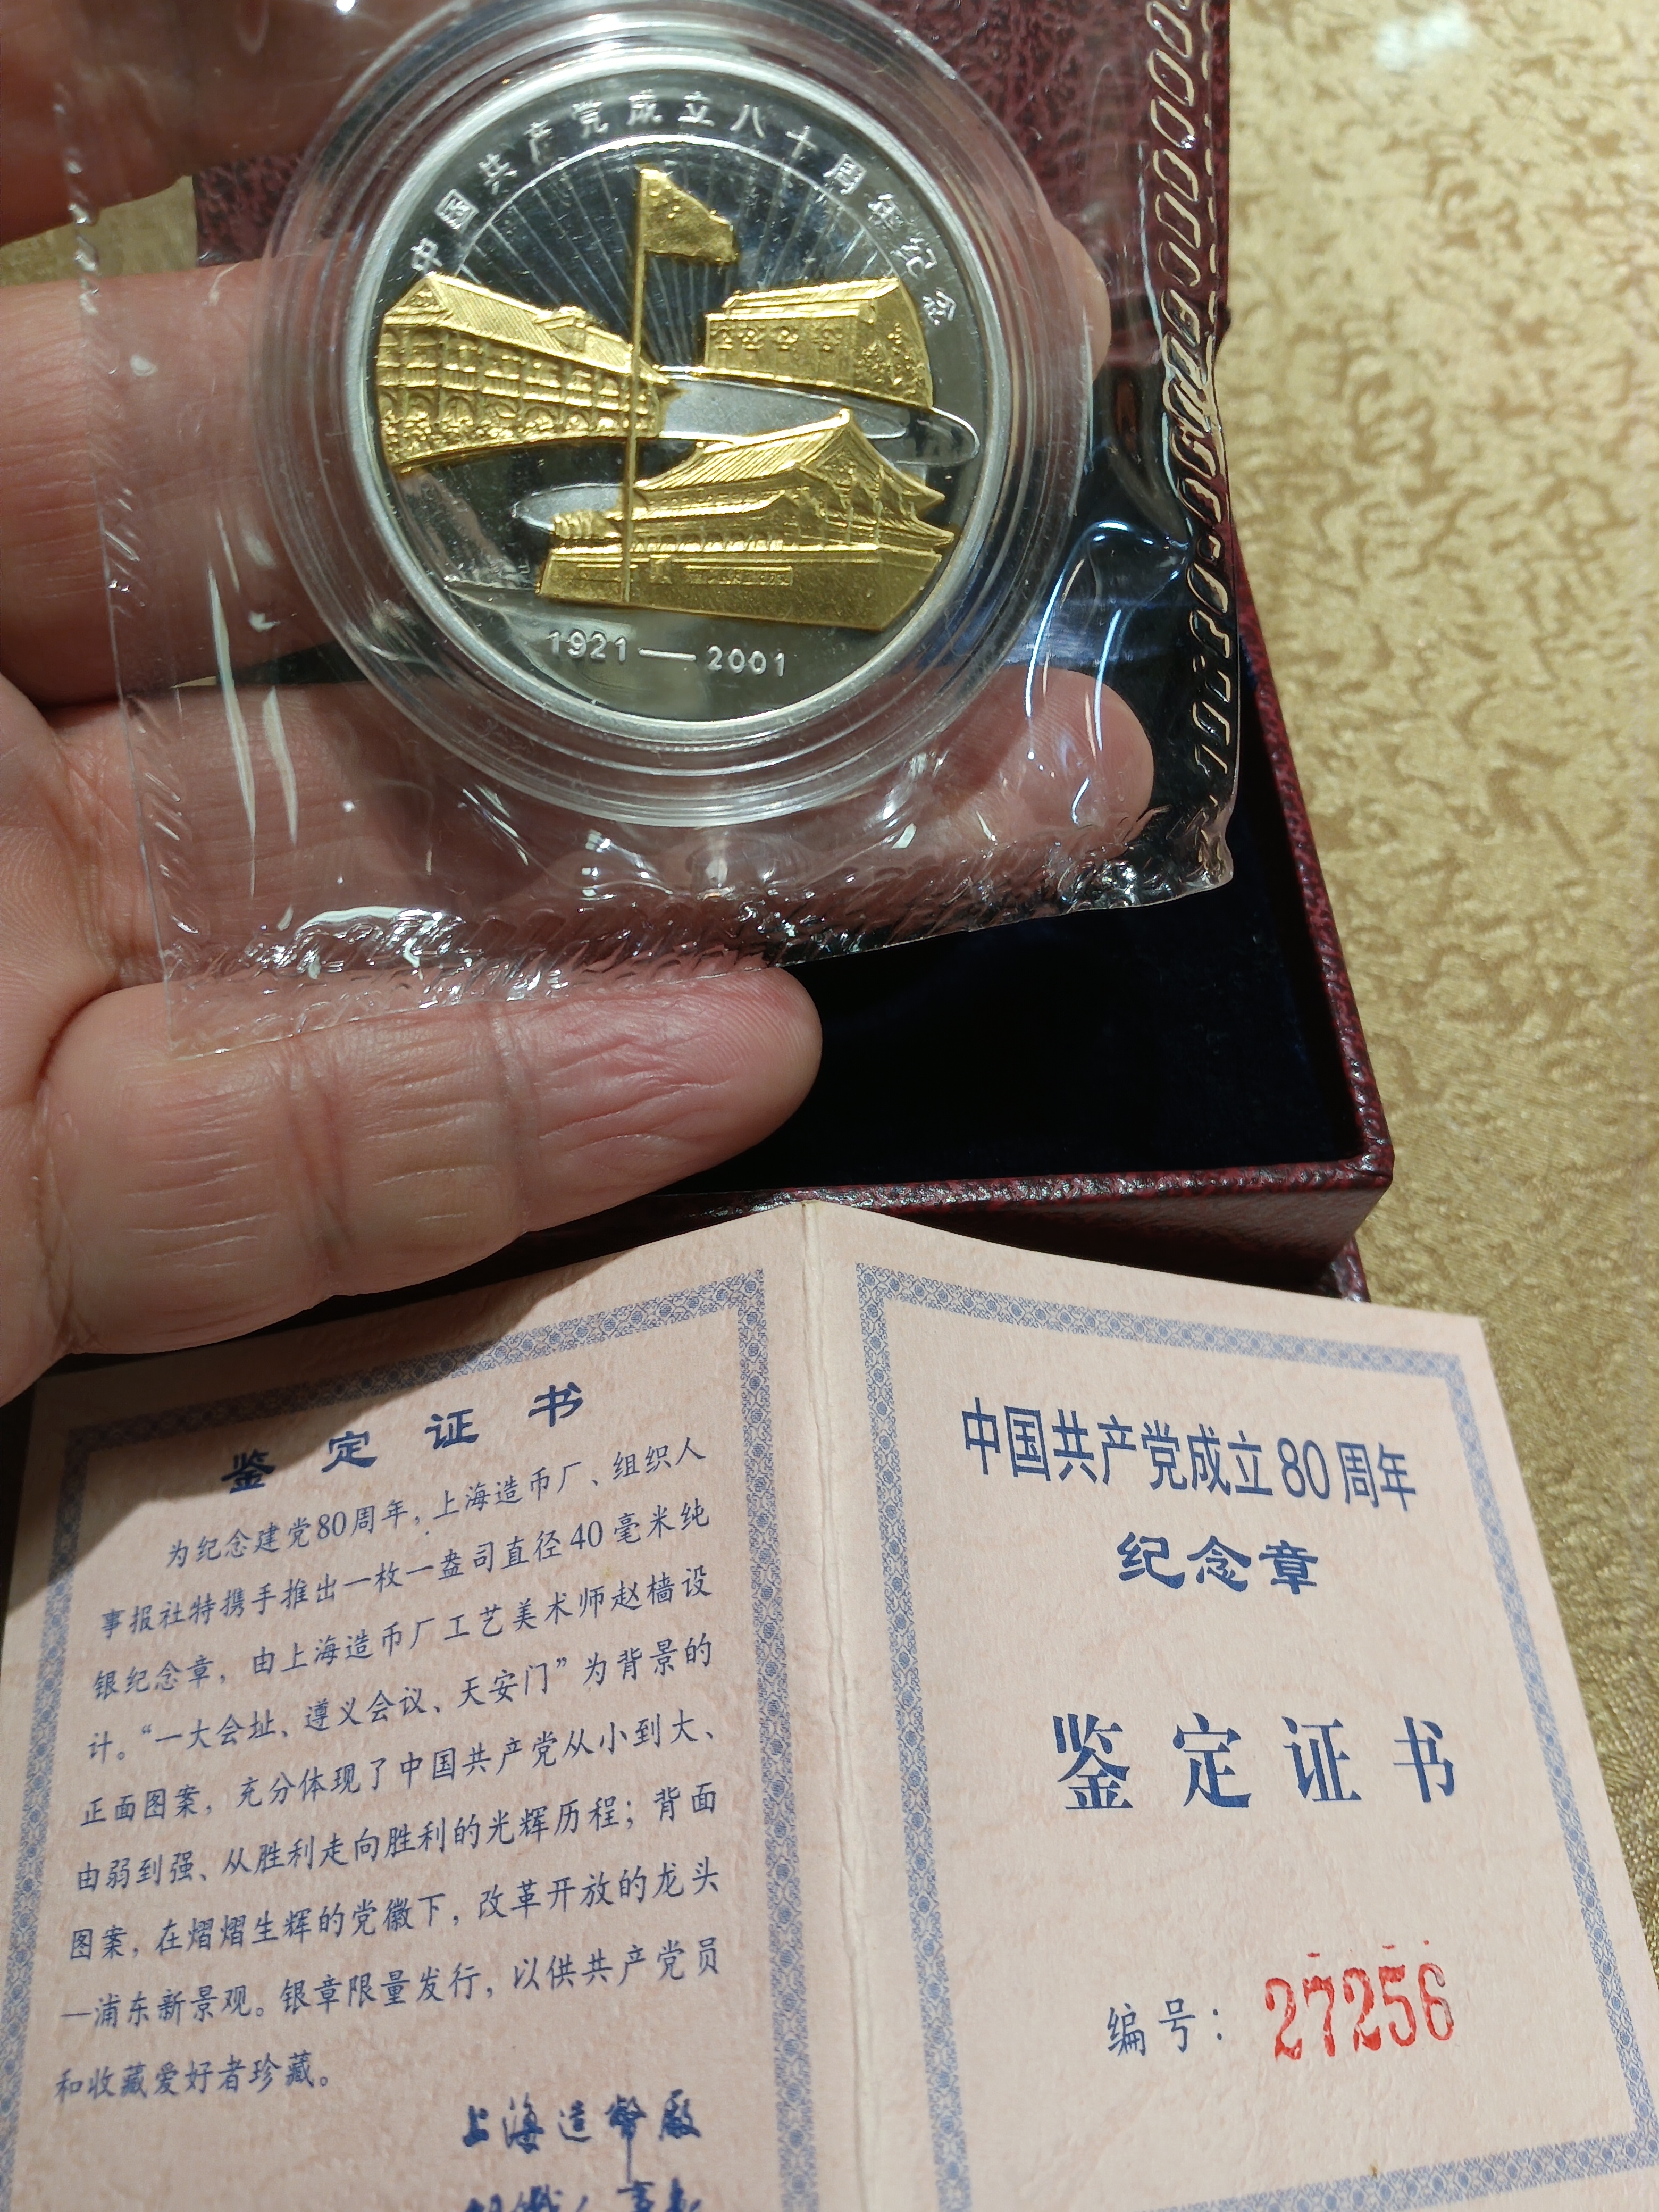 中国共产党成立八十周年纪念
1921—2001
鉴定证书
为纪念建党80周年，上海造币厂、组织人
事报社特携手推出一枚一盎司直径40毫米纯
银纪念章，由上海造币厂工艺美术师赵樯设
计。“一大会址、遵义会议、天安门”为背景的
正面图案，充分体现了中国共产党从小到大、
由弱到强、从胜利走向胜利的光辉历程；背面
图案，在熠熠生辉的党徽下，改革开放的龙头
—浦东新景观。银章限量发行，以供共产党员
和收藏爱好者珍藏。
上海造幣廠
中国共产党成立80周年
纪念章
鉴定证书
编号：27256